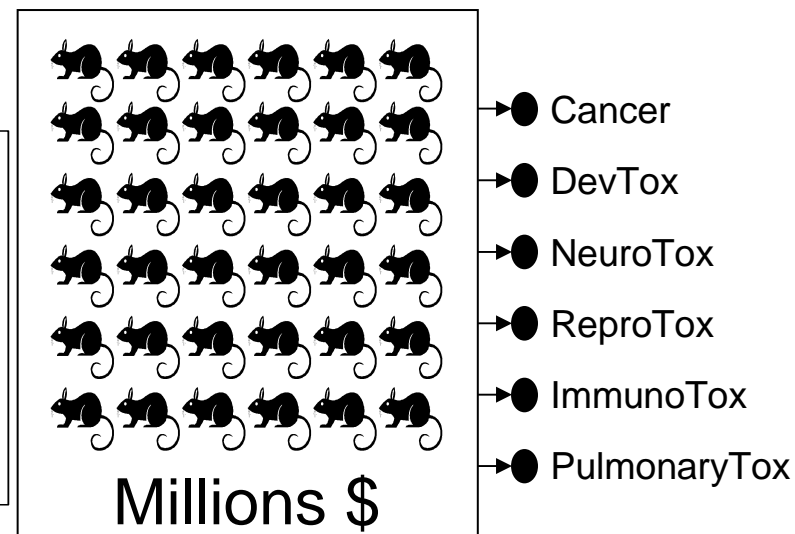 Cancer
DevTox
NeuroTox
ReproTox
ImmunoTox
PulmonaryTox
Millions $